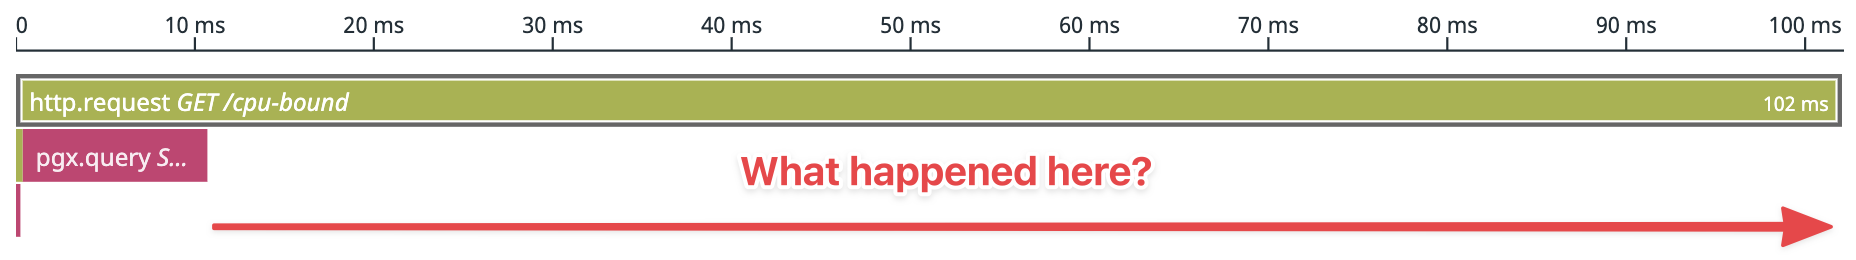 0 10 ms 20 ms 30 ms 40 ms 50 ms 60 ms 70 ms 80 ms 90 ms 100 ms
http.request GET /cpu-bound 102 ms
pgx.query S...
What happened here?